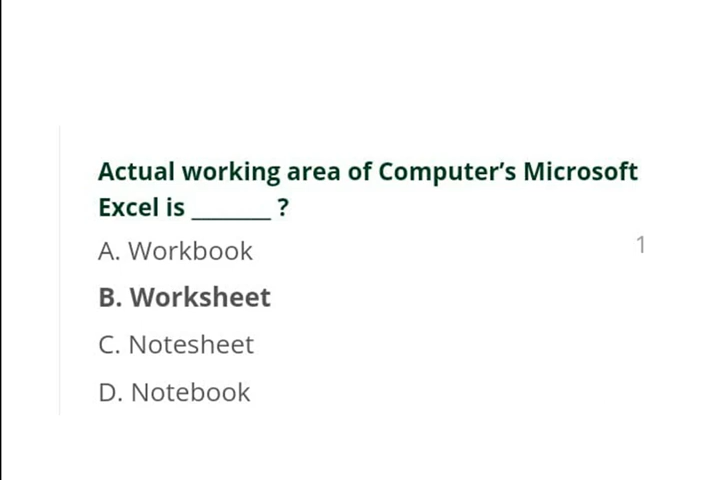 Actual working area of Computer’s Microsoft
Excel is _______ ?
A. Workbook
1
B. Worksheet
C. Notesheet
D. Notebook